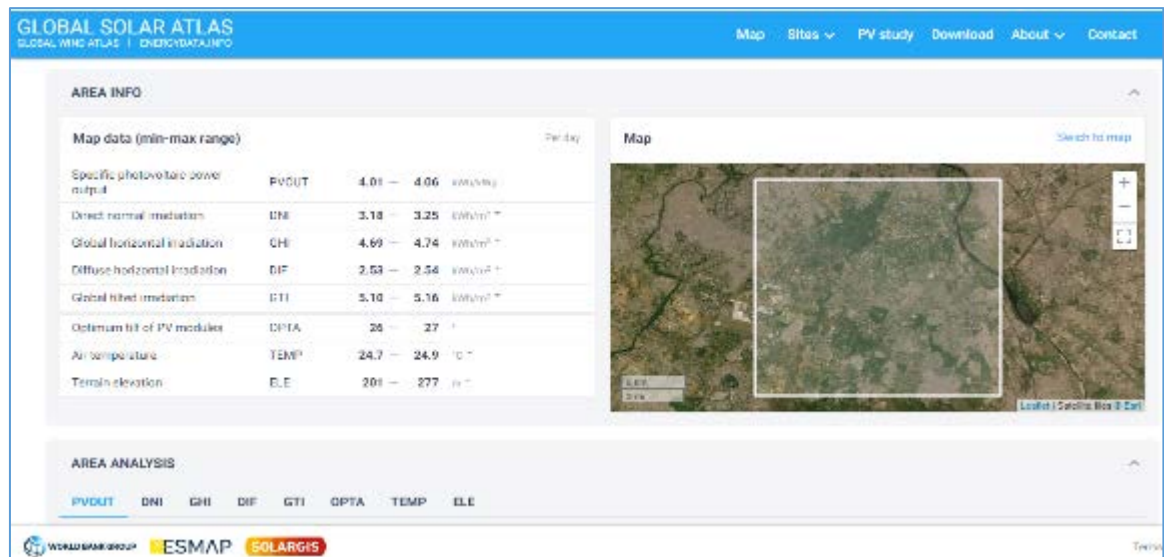 GLOBAL SOLAR ATLAS
GLOBAL WIND ATLAS | ENERGYDATA.INFO
Map Sites PV study Download About Contact
AREA INFO
Map data (min-max range) Per day
Specific photovoltaic power
output PVOUT 4.01 — 4.06 kWh/kWp
Direct normal irradiation DNI 3.18 — 3.25 kWh/m²
Global horizontal irradiation GHI 4.69 — 4.74 kWh/m²
Diffuse horizontal irradiation DIF 2.53 — 2.54 kWh/m²
Global tilted irradiation GTI 5.10 — 5.16 kWh/m²
Optimum tilt of PV modules OPTA 26 — 27 °
Air temperature TEMP 24.7 — 24.9 °C
Terrain elevation ELE 201 — 277 m
Map Switch to map
+
−
Leaflet | Satellite tiles © Esri
AREA ANALYSIS
PVOUT DNI GHI DIF GTI OPTA TEMP ELE
WORLD BANK GROUP ESMAP SOLARGIS
Terms